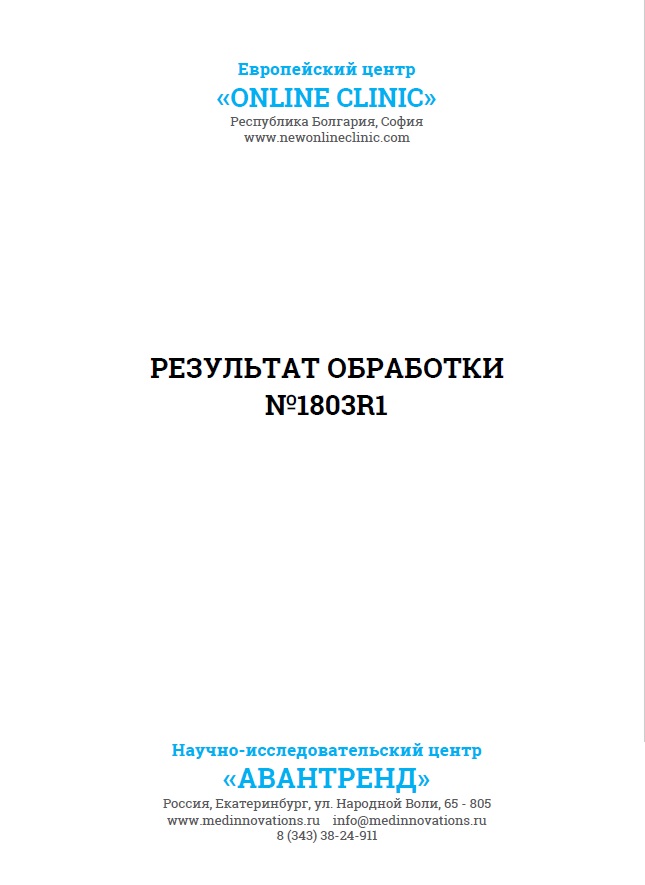 Европейский центр
«ONLINE CLINIC»
Республика Болгария, София
www.newonlineclinic.com
РЕЗУЛЬТАТ ОБРАБОТКИ
№1803R1
Научно-исследовательский центр
«АВАНТРЕНД»
Россия, Екатеринбург, ул. Народной Воли, 65 - 805
www.medinnovations.ru info@medinnovations.ru
8 (343) 38-24-911